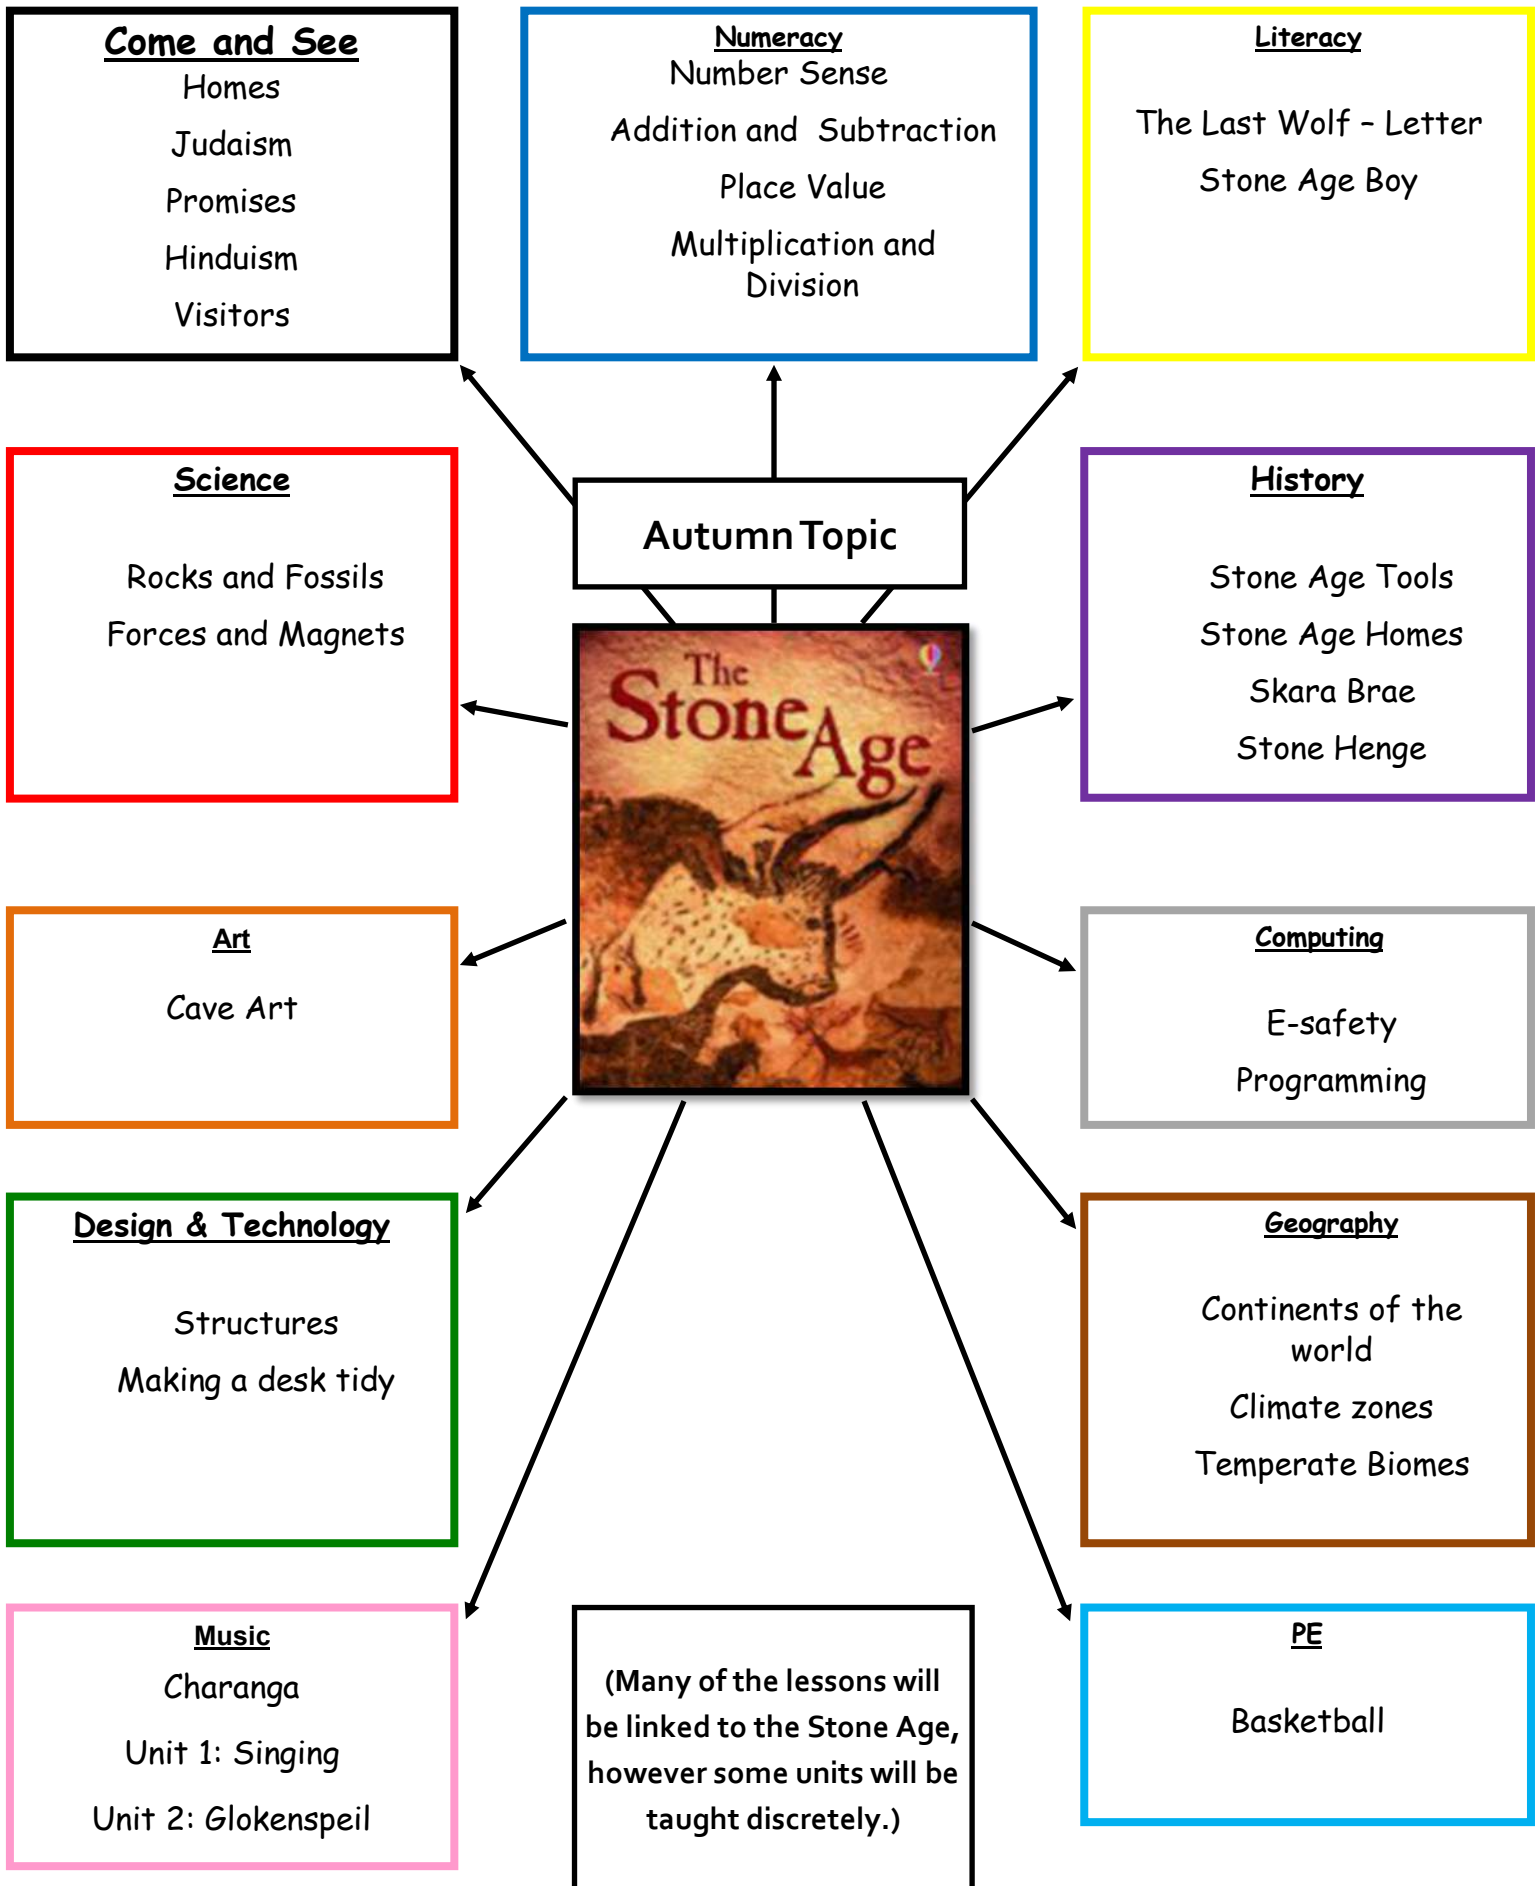 Come and See
Homes
Judaism
Promises
Hinduism
Visitors
Numeracy
Number Sense
Addition and Subtraction
Place Value
Multiplication and
Division
Literacy
The Last Wolf – Letter
Stone Age Boy
Science
Rocks and Fossils
Forces and Magnets
Autumn Topic
History
Stone Age Tools
Stone Age Homes
Skara Brae
Stone Henge
The
Stone
Age
Art
Cave Art
Computing
E-safety
Programming
Design & Technology
Structures
Making a desk tidy
Geography
Continents of the
world
Climate zones
Temperate Biomes
Music
Charanga
Unit 1: Singing
Unit 2: Glokenspeil
(Many of the lessons will
be linked to the Stone Age,
however some units will be
taught discretely.)
PE
Basketball